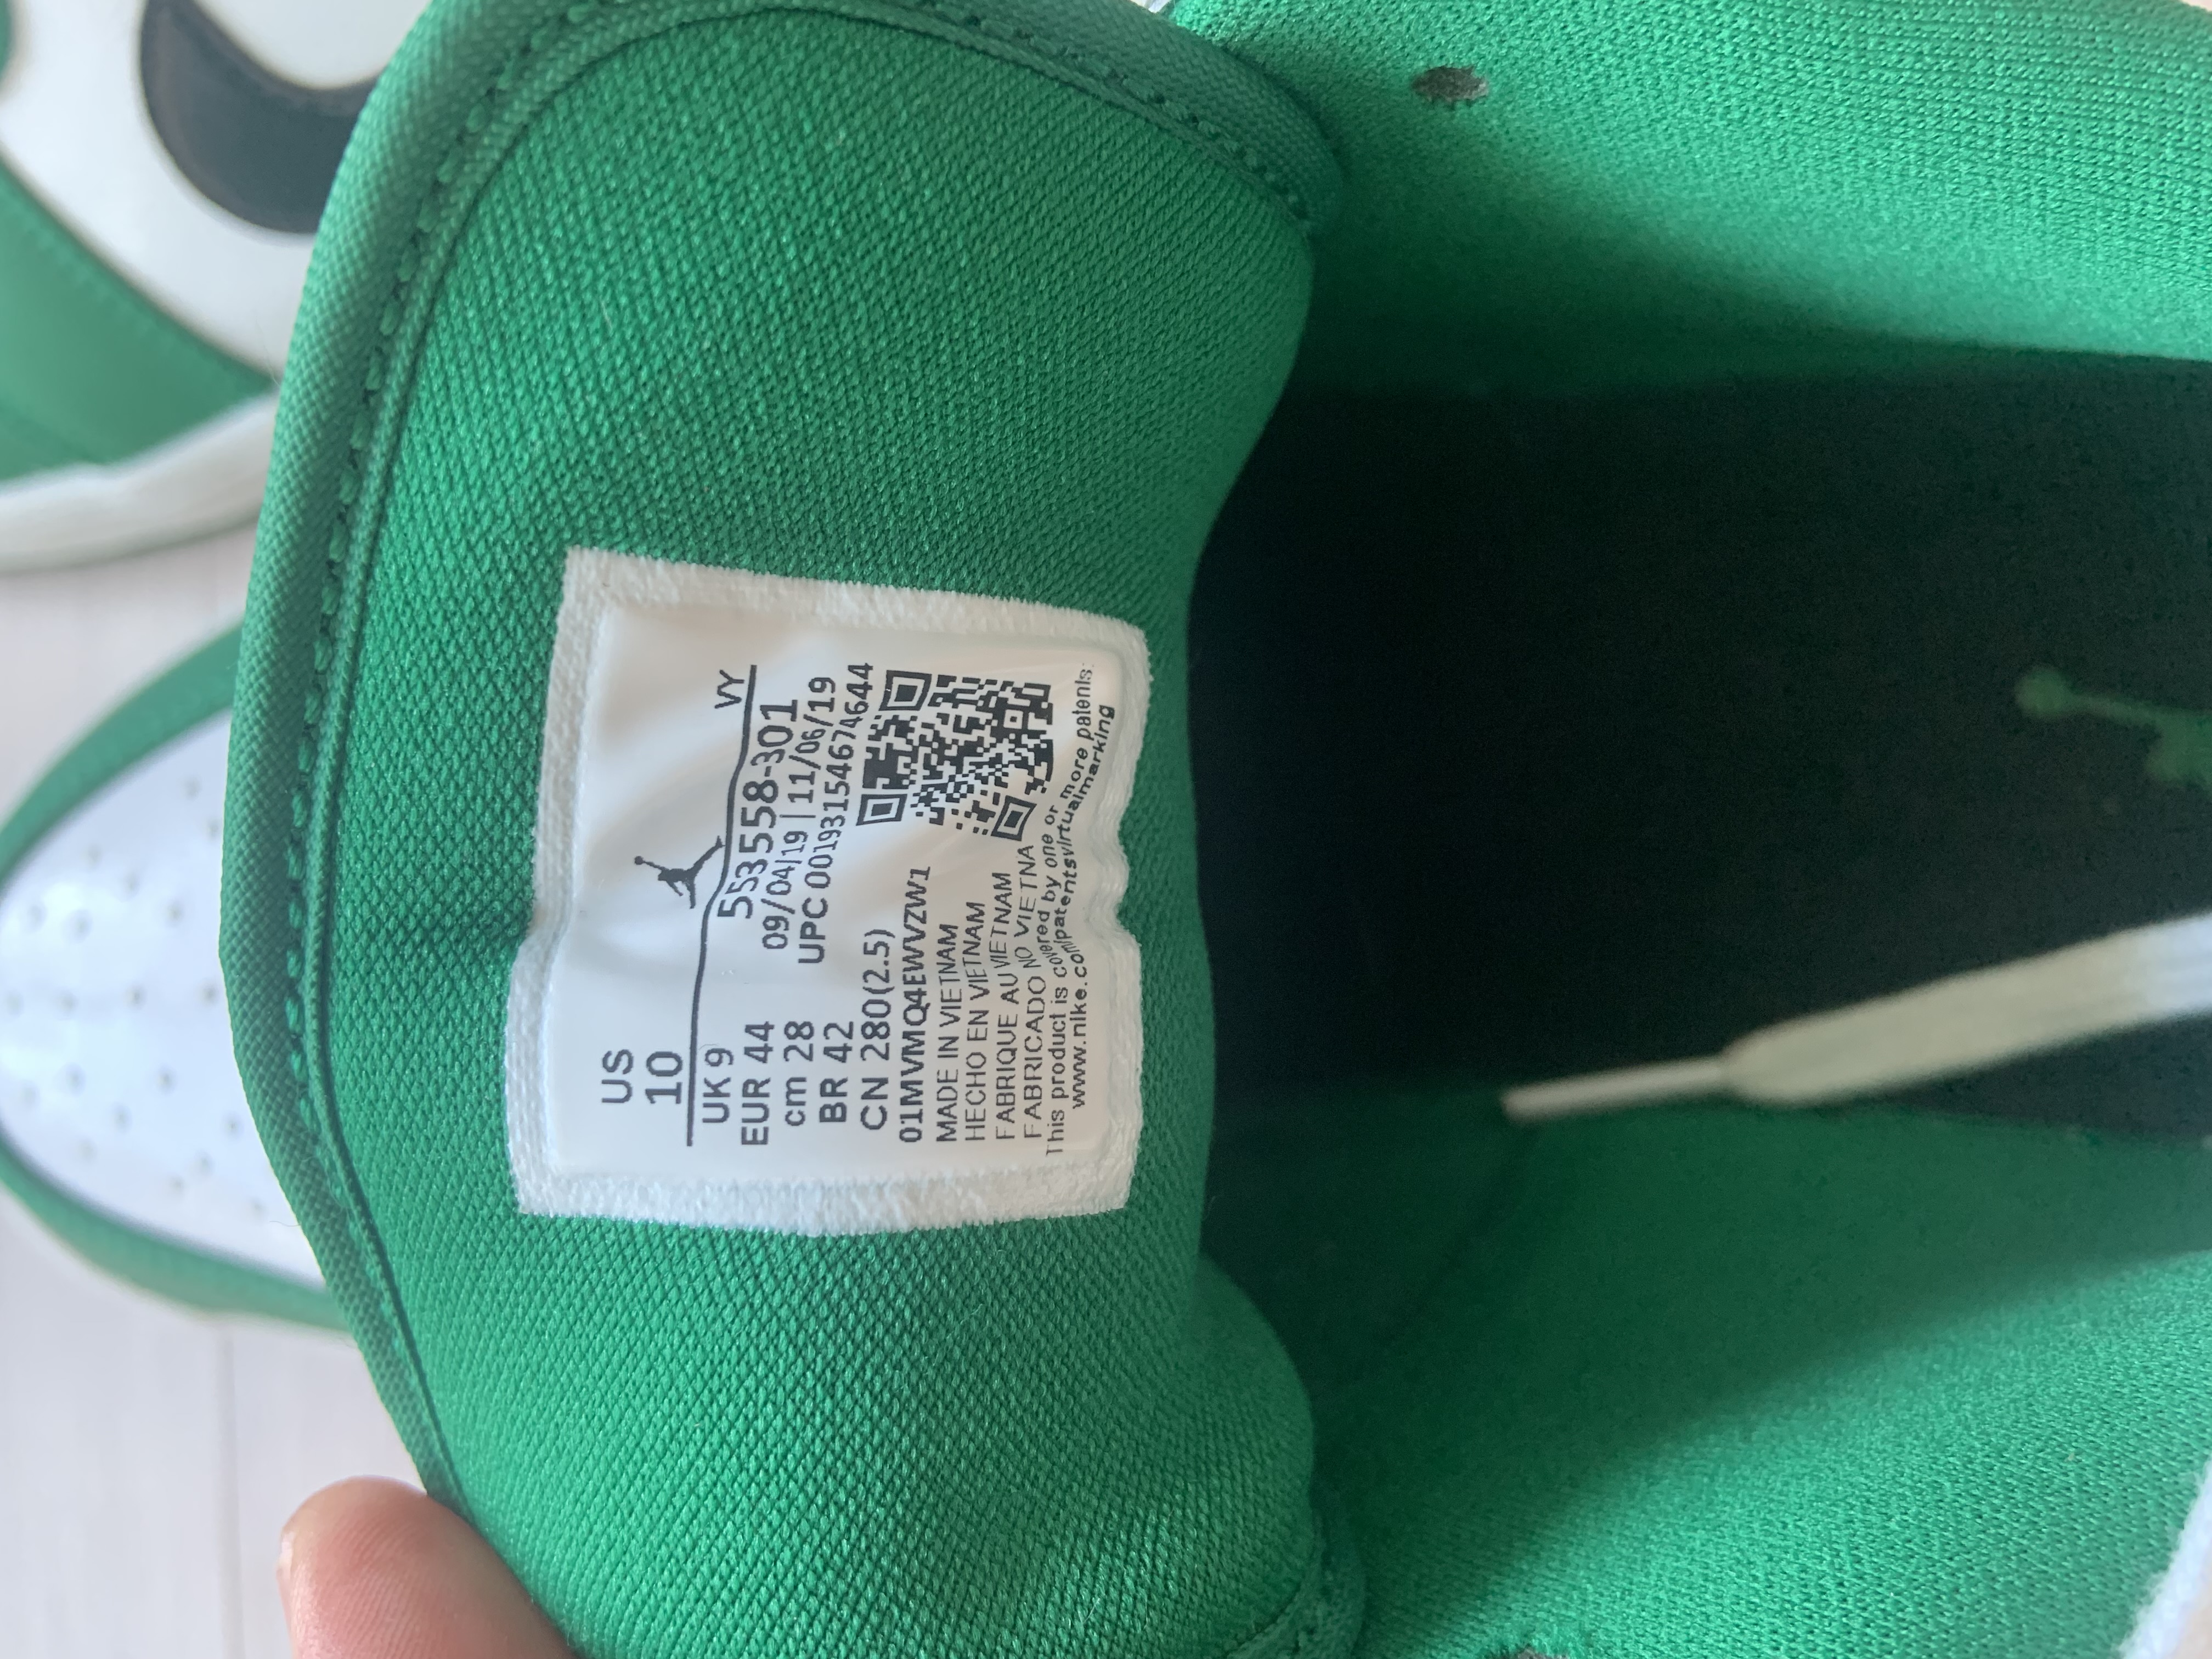 US
10
VY
UK 9
553558-301
EUR 44
09/04/19 | 11/06/19
cm 28
UPC 00193154674644
BR 42
CN 280(2.5)
01MVMQ4EWVZW1
MADE IN VIETNAM
HECHO EN VIETNAM
FABRIQUE AU VIETNAM
FABRICADO NO VIETNA
This product is covered by one or more patents:
www.nike.com/patentsvirtualmarking